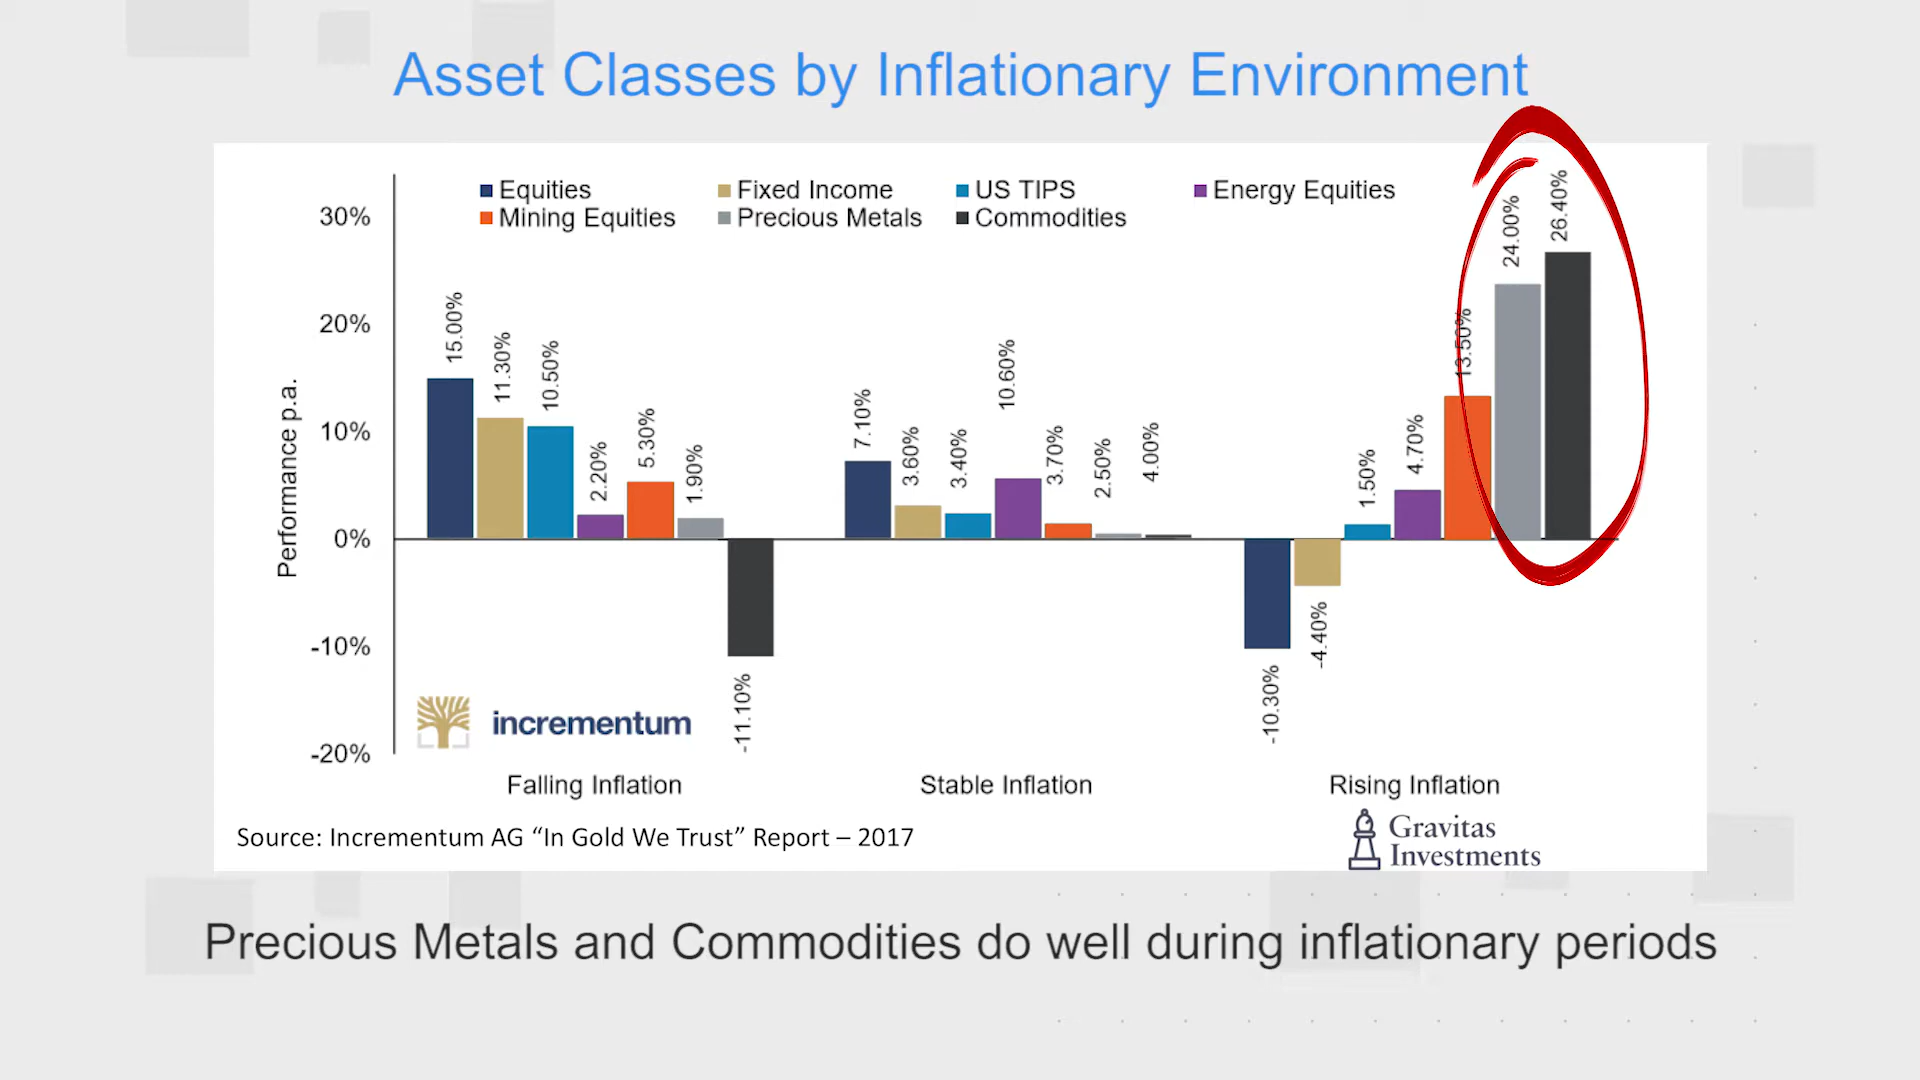 Asset Classes by Inflationary Environment
Equities
Fixed Income
US TIPS
Energy Equities
Mining Equities
Precious Metals
Commodities
Performance p.a.
30%
20%
10%
0%
-10%
-20%
15.00%
11.30%
10.50%
2.20%
5.30%
1.90%
-11.10%
7.10%
3.60%
3.40%
10.60%
3.70%
2.50%
4.00%
-10.30%
-4.40%
1.50%
4.70%
13.50%
24.00%
26.40%
incrementum
Falling Inflation
Stable Inflation
Rising Inflation
Source: Incrementum AG “In Gold We Trust” Report – 2017
Gravitas
Investments
Precious Metals and Commodities do well during inflationary periods